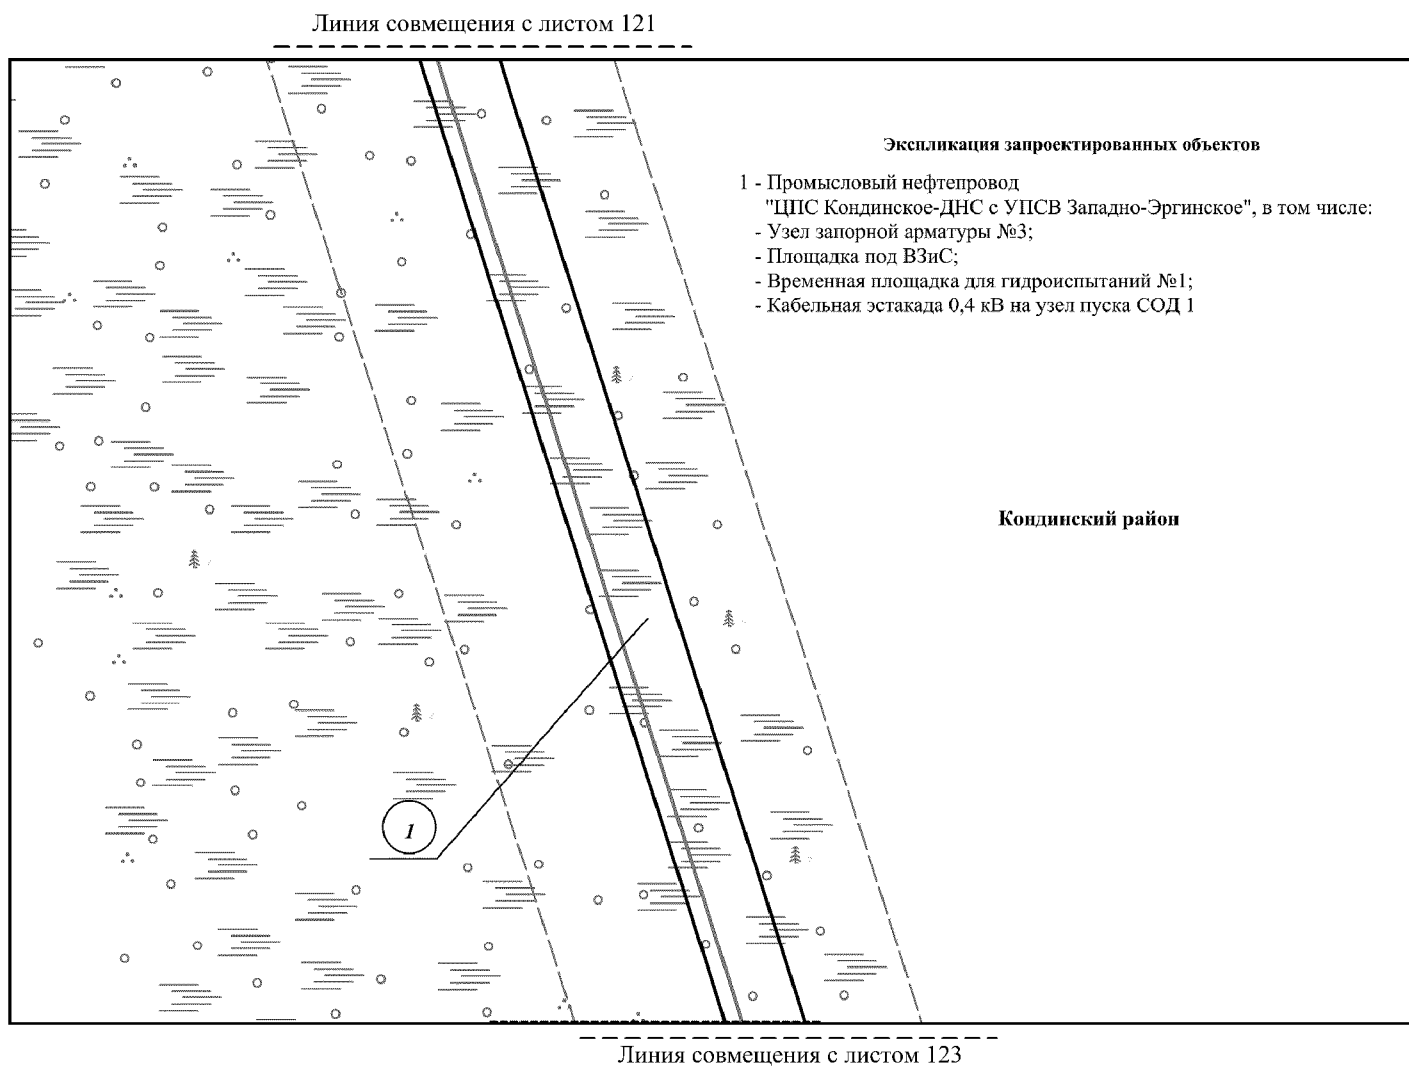 Линия совмещения с листом 121
Экспликация запроектированных объектов
1 - Промысловый нефтепровод
"ЦПС Кондинское-ДНС с УПСВ Западно-Эргинское", в том числе:
- Узел запорной арматуры №3;
- Площадка под ВЗиС;
- Временная площадка для гидроиспытаний №1;
- Кабельная эстакада 0,4 кВ на узел пуска СОД 1
Кондинский район
1
Линия совмещения с листом 123